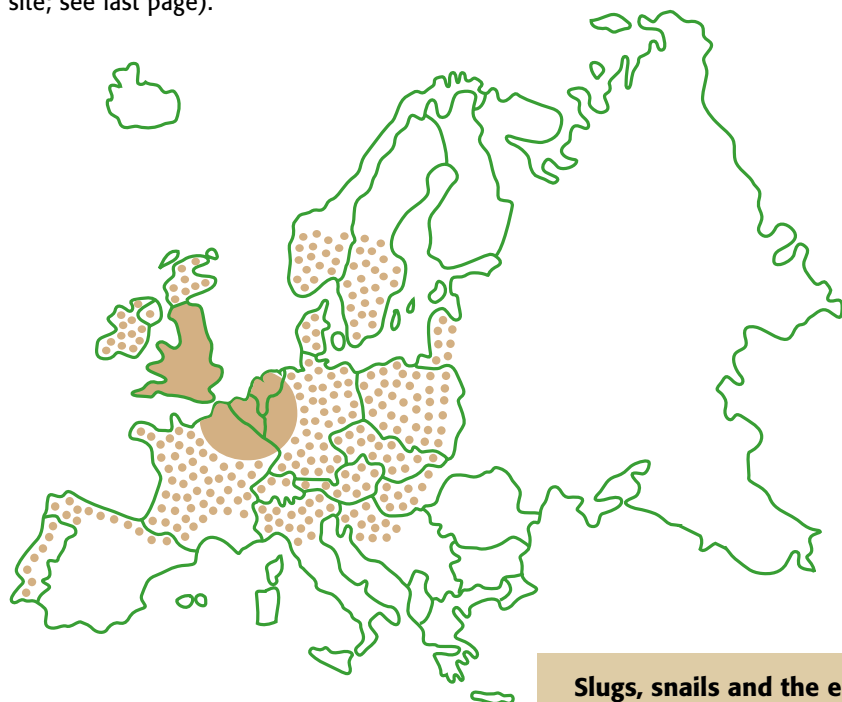 site; see last page).
Slugs, snails and the e